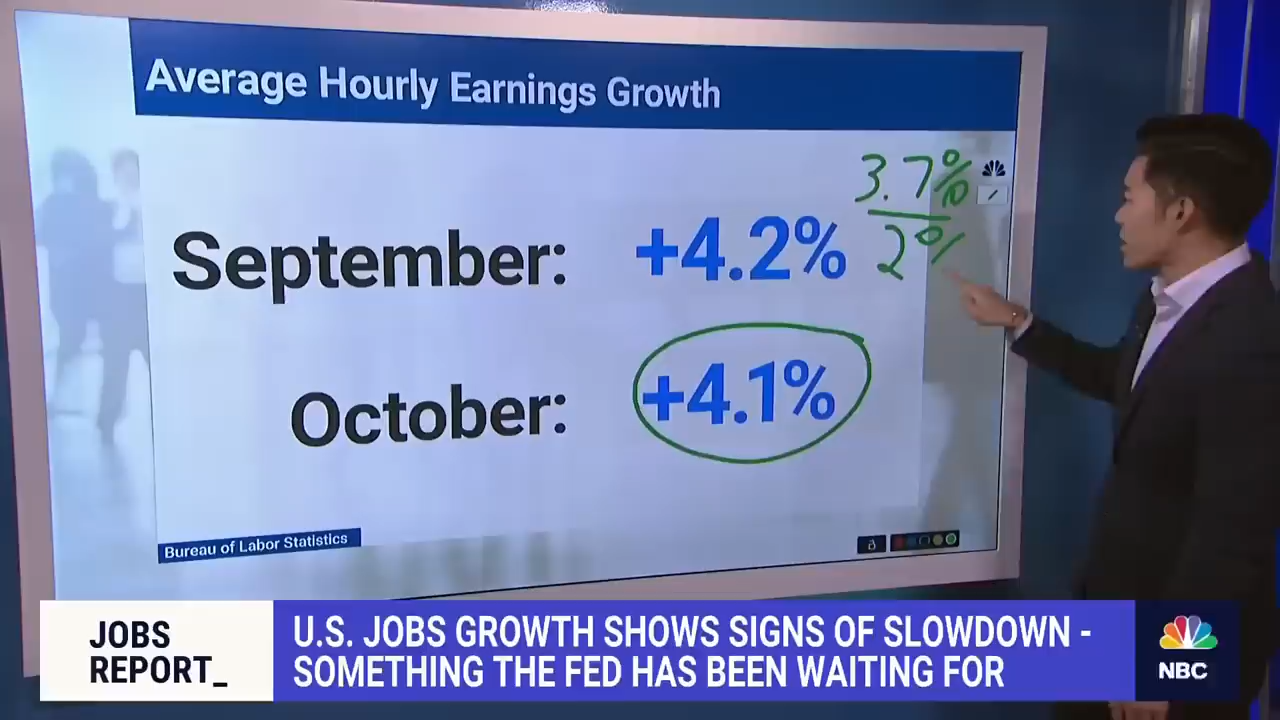 Average Hourly Earnings Growth
3.7%
2%
September: +4.2%
October: +4.1%
Bureau of Labor Statistics
JOBS
REPORT_
U.S. JOBS GROWTH SHOWS SIGNS OF SLOWDOWN -
SOMETHING THE FED HAS BEEN WAITING FOR
NBC